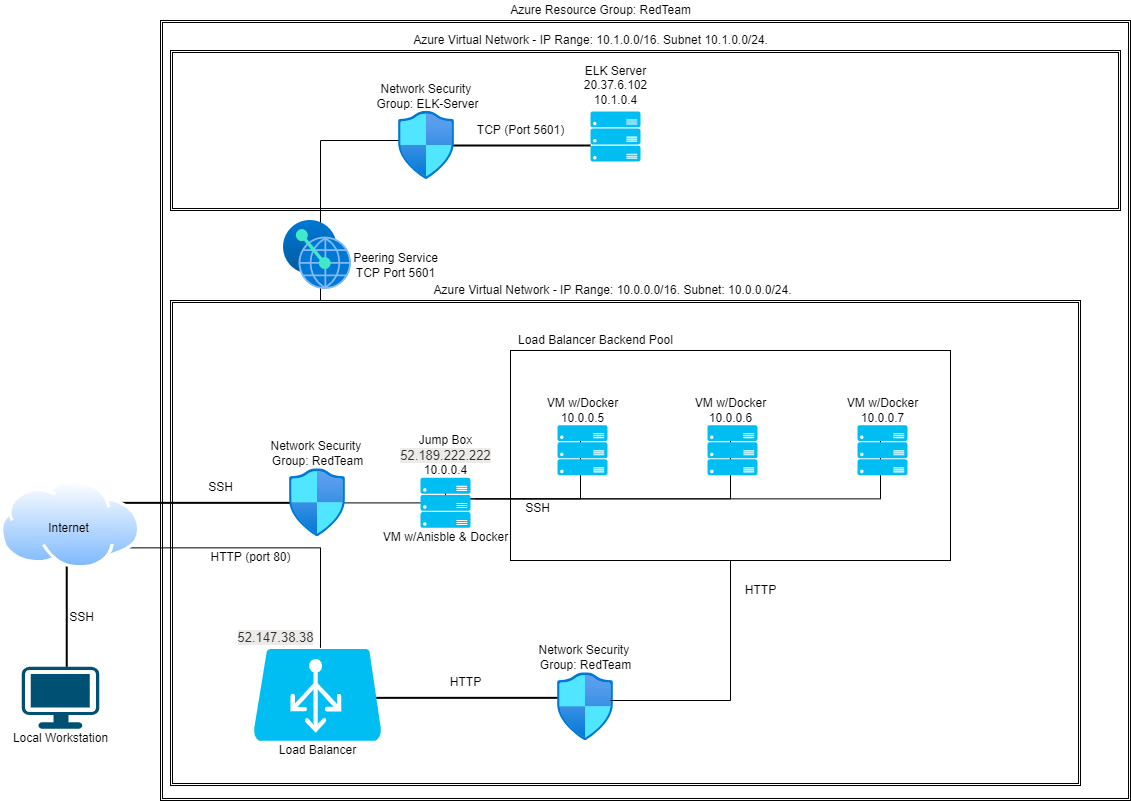 Azure Resource Group: RedTeam
Azure Virtual Network - IP Range: 10.1.0.0/16. Subnet 10.1.0.0/24.
ELK Server
20.37.6.102
10.1.0.4
Network Security
Group: ELK-Server
TCP (Port 5601)
Peering Service
TCP Port 5601
Azure Virtual Network - IP Range: 10.0.0.0/16. Subnet: 10.0.0.0/24.
Load Balancer Backend Pool
VM w/Docker
10.0.0.5
VM w/Docker
10.0.0.6
VM w/Docker
10.0.0.7
Network Security
Group: RedTeam
Jump Box
52.189.222.222
10.0.0.4
SSH
SSH
VM w/Anisble & Docker
Internet
HTTP (port 80)
HTTP
SSH
52.147.38.38
Network Security
Group: RedTeam
HTTP
Load Balancer
Local Workstation